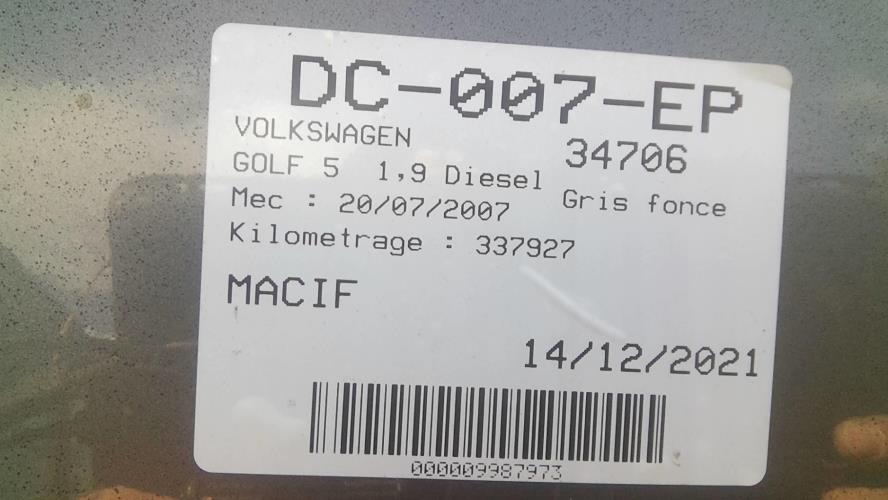 DC-007-EP
VOLKSWAGEN
34706
GOLF 5 1,9 Diesel
Gris fonce
Mec : 20/07/2007
Kilometrage : 337927
MACIF
14/12/2021
000009987973